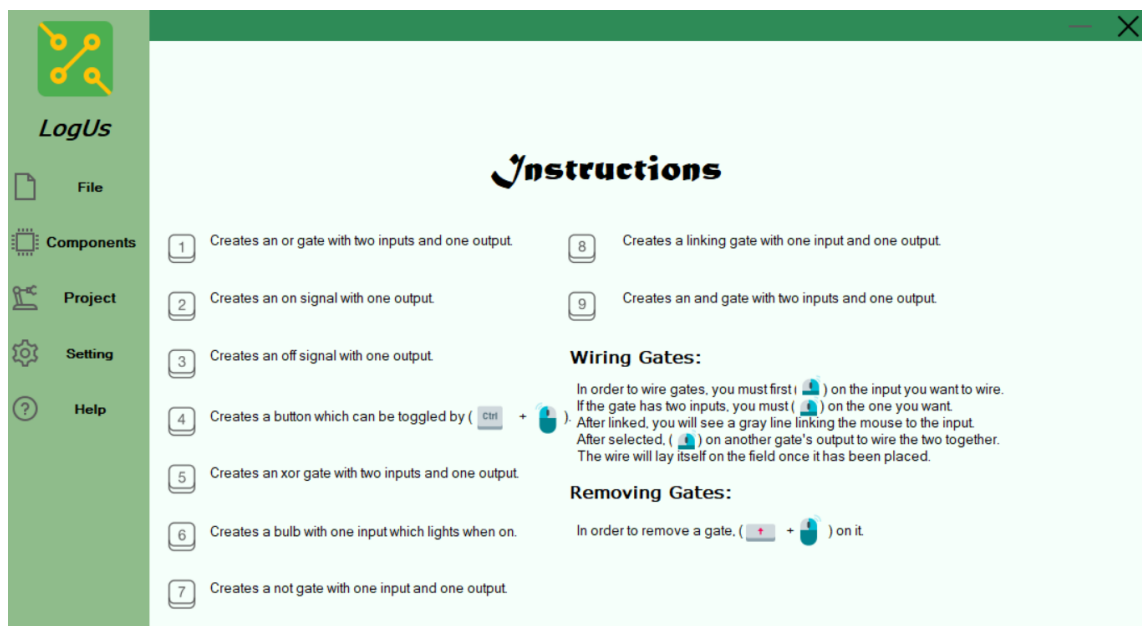 LogUs
File
Components
Project
Setting
Help
Instructions
1 Creates an or gate with two inputs and one output.
2 Creates an on signal with one output.
3 Creates an off signal with one output.
4 Creates a button which can be toggled by ( Ctrl + ).
5 Creates an xor gate with two inputs and one output.
6 Creates a bulb with one input which lights when on.
7 Creates a not gate with one input and one output.
8 Creates a linking gate with one input and one output.
9 Creates an and gate with two inputs and one output.
Wiring Gates:
In order to wire gates, you must first ( ) on the input you want to wire.
If the gate has two inputs, you must ( ) on the one you want.
After linked, you will see a gray line linking the mouse to the input.
After selected, ( ) on another gate's output to wire the two together.
The wire will lay itself on the field once it has been placed.
Removing Gates:
In order to remove a gate, ( + ) on it.